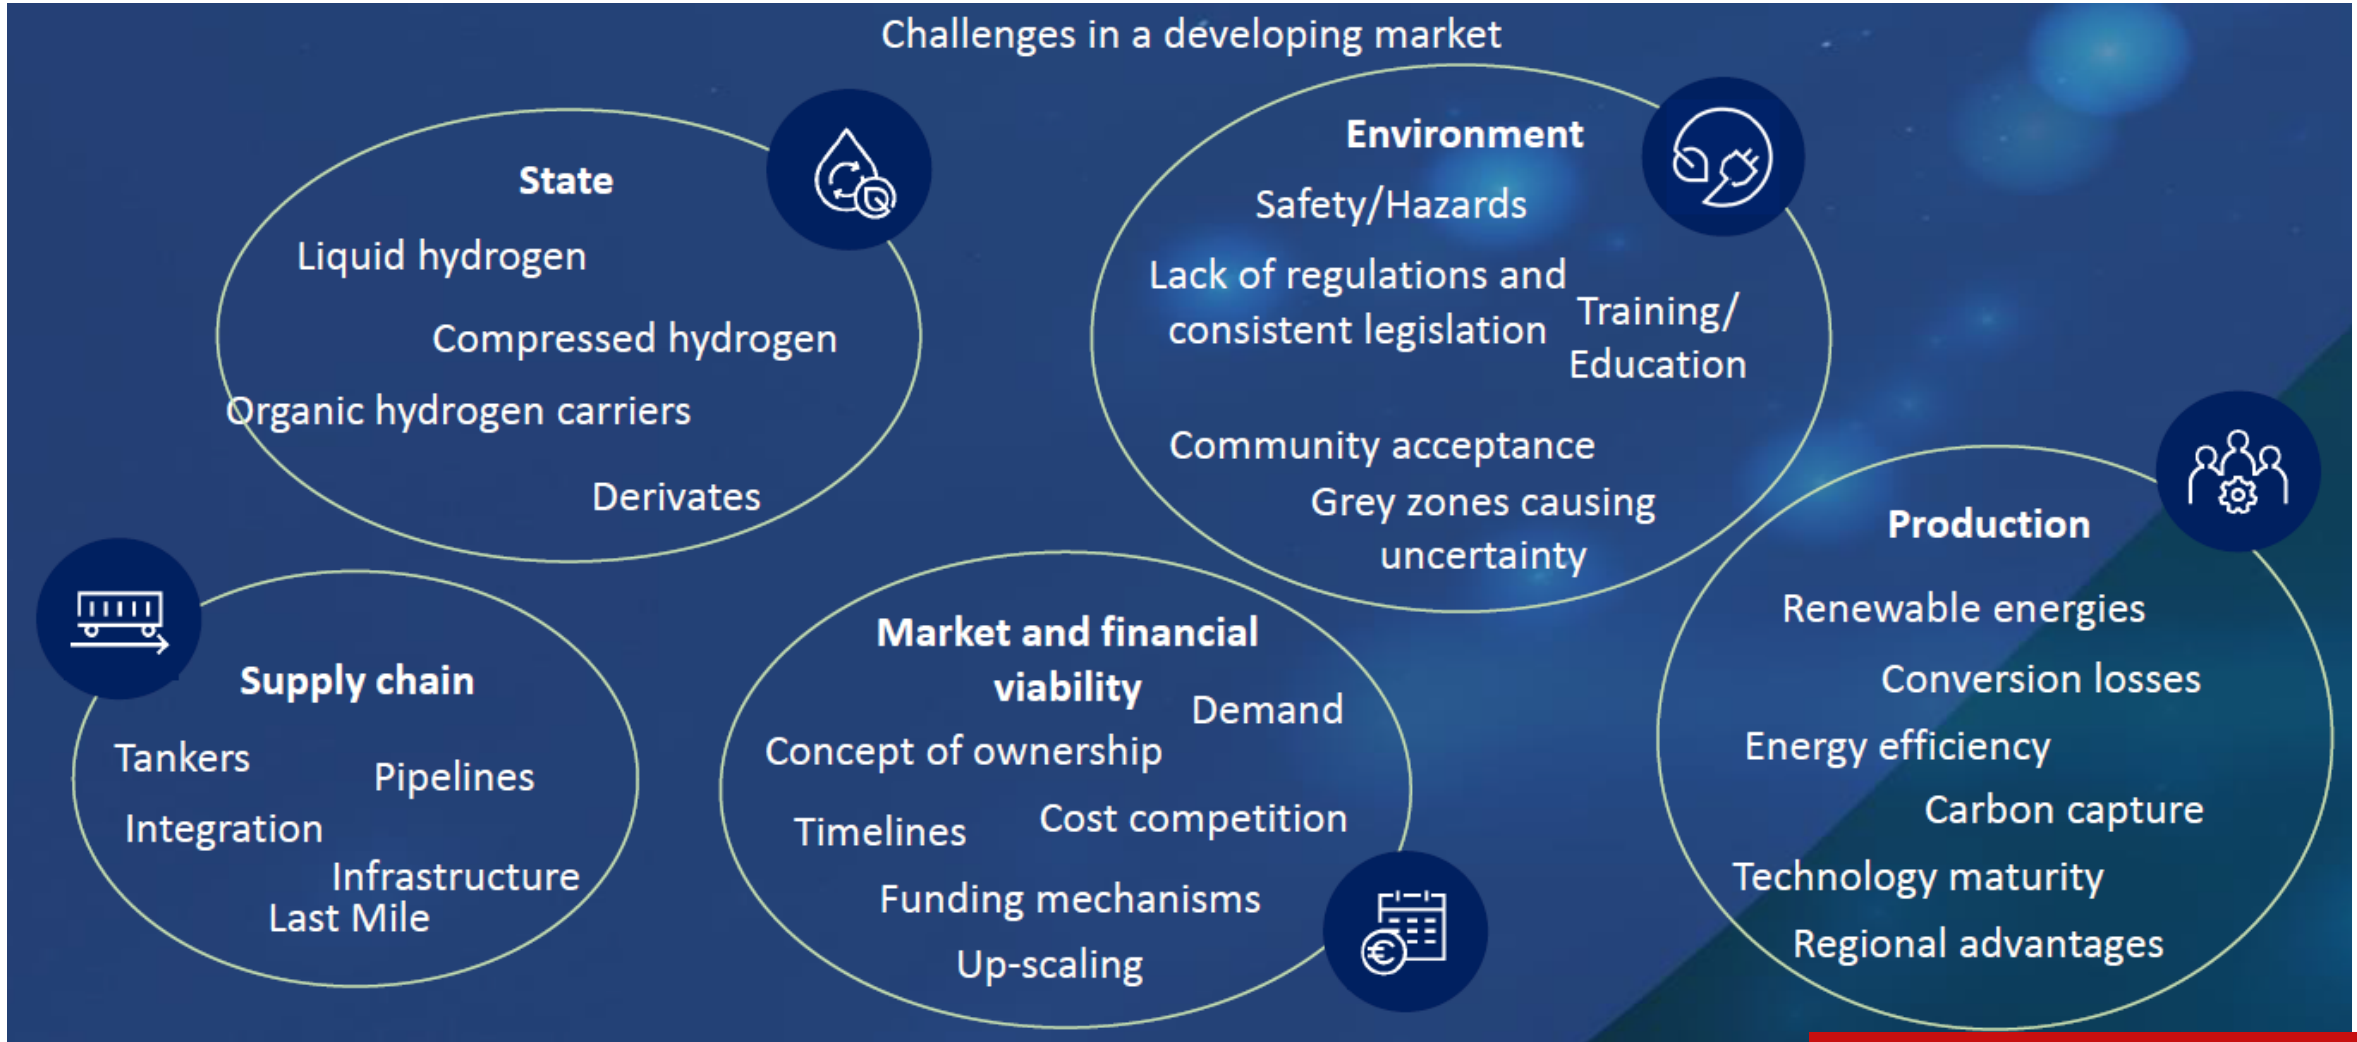 Challenges in a developing market
State
Liquid hydrogen
Compressed hydrogen
Organic hydrogen carriers
Derivates
Environment
Safety/Hazards
Lack of regulations and
consistent legislation
Training/
Education
Community acceptance
Grey zones causing
uncertainty
Supply chain
Tankers
Pipelines
Integration
Infrastructure
Last Mile
Market and financial
viability
Demand
Concept of ownership
Timelines
Cost competition
Funding mechanisms
Up-scaling
€
Production
Renewable energies
Conversion losses
Energy efficiency
Carbon capture
Technology maturity
Regional advantages